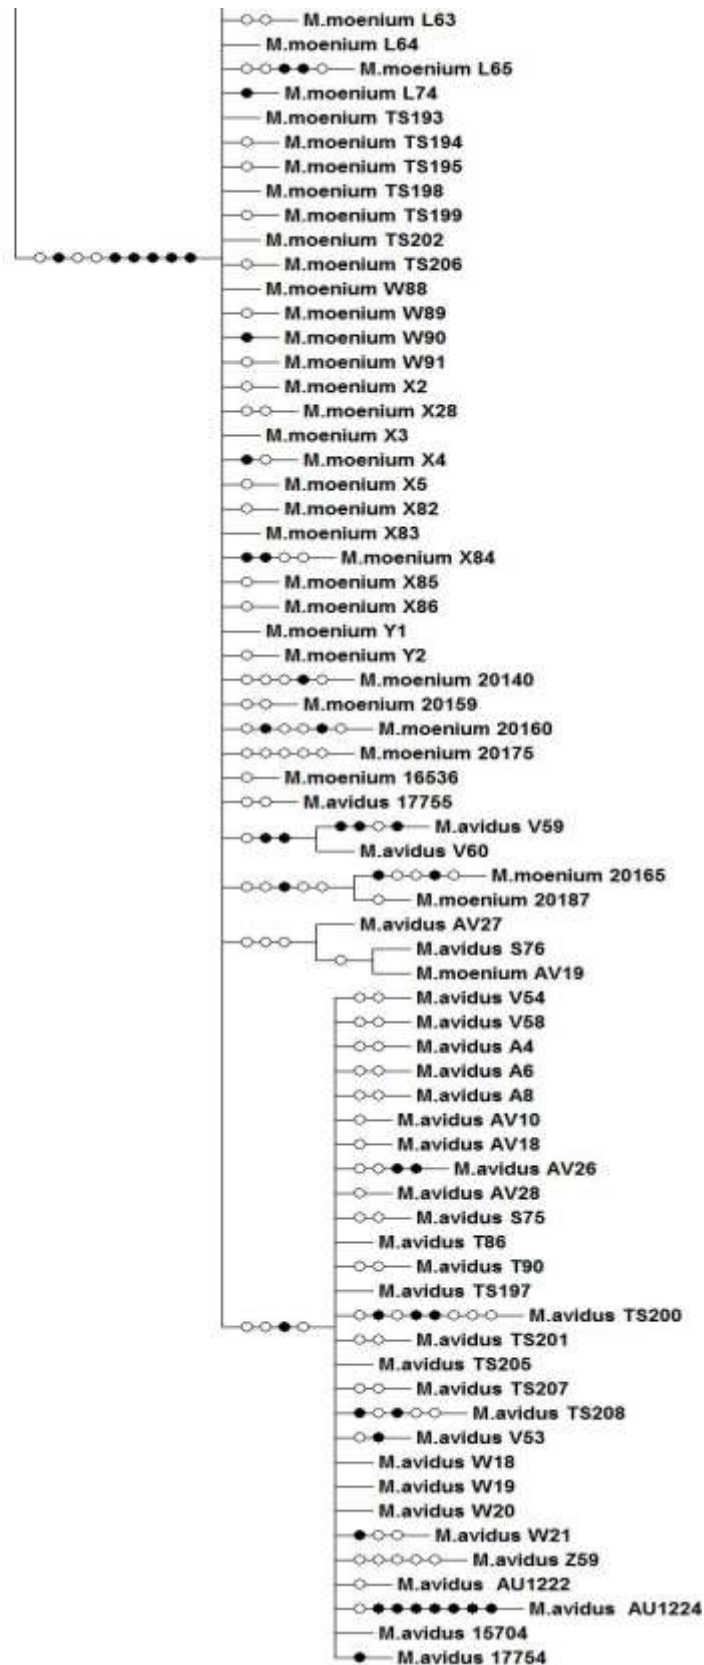 M.moenium L63
M.moenium L64
M.moenium L65
M.moenium L74
M.moenium TS193
M.moenium TS194
M.moenium TS195
M.moenium TS198
M.moenium TS199
M.moenium TS202
M.moenium TS206
M.moenium W88
M.moenium W89
M.moenium W90
M.moenium W91
M.moenium X2
M.moenium X28
M.moenium X3
M.moenium X4
M.moenium X5
M.moenium X82
M.moenium X83
M.moenium X84
M.moenium X85
M.moenium X86
M.moenium Y1
M.moenium Y2
M.moenium 20140
M.moenium 20159
M.moenium 20160
M.moenium 20175
M.moenium 16536
M.avidus 17755
M.avidus V59
M.avidus V60
M.moenium 20165
M.moenium 20187
M.avidus AV27
M.avidus S76
M.moenium AV19
M.avidus V54
M.avidus V58
M.avidus A4
M.avidus A6
M.avidus A8
M.avidus AV10
M.avidus AV18
M.avidus AV26
M.avidus AV28
M.avidus S75
M.avidus T86
M.avidus T90
M.avidus TS197
M.avidus TS200
M.avidus TS201
M.avidus TS205
M.avidus TS207
M.avidus TS208
M.avidus V53
M.avidus W18
M.avidus W19
M.avidus W20
M.avidus W21
M.avidus Z59
M.avidus AU1222
M.avidus AU1224
M.avidus 15704
M.avidus 17754